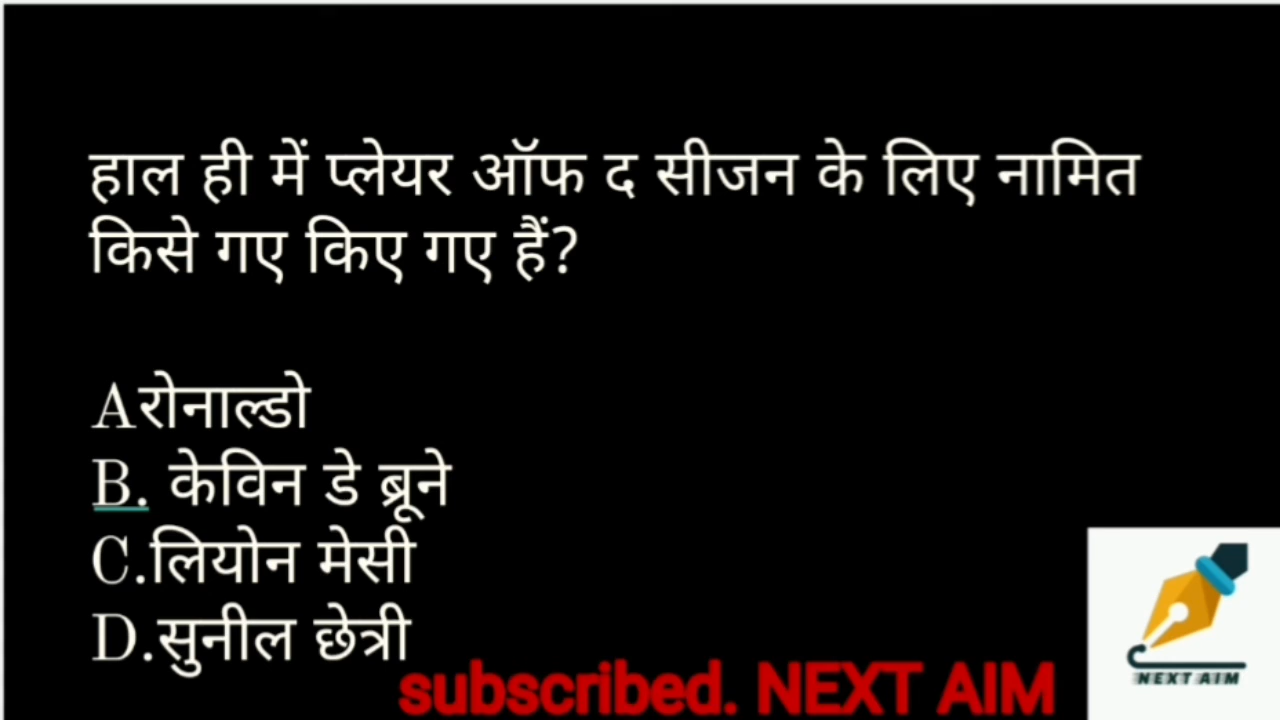 हाल ही में प्लेयर ऑफ द सीजन के लिए नामित
किसे गए किए गए हैं?
Aरोनाल्डो
B. केविन डे ब्रूने
C.लियोन मेसी
D.सुनील छेत्री
subscribed. NEXT AIM
NEXT AIM